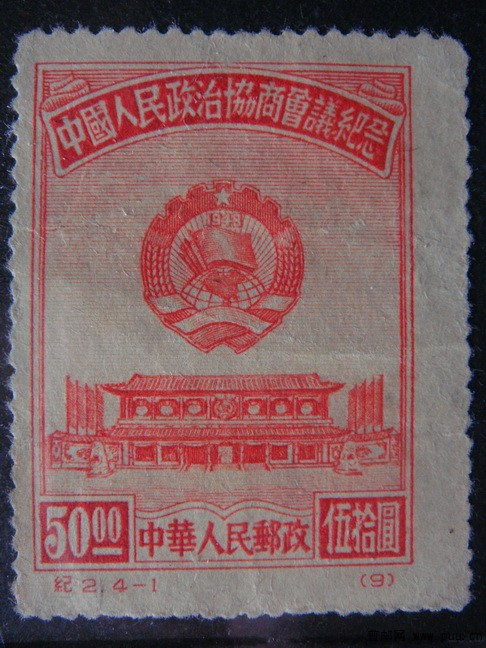 中國人民政治協商會議紀念
1949
50.00
中華人民郵政
伍拾圓
紀2.4-1
(9)